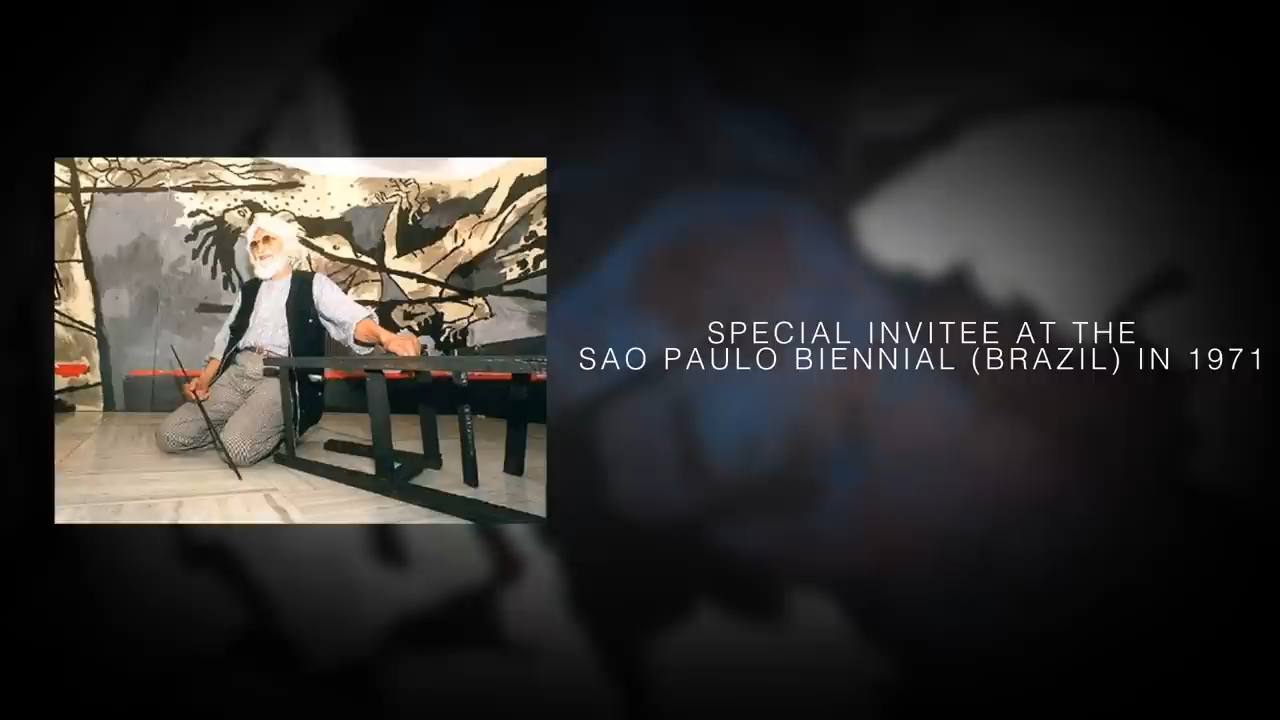 SPECIAL INVITEE AT THE
SAO PAULO BIENNIAL (BRAZIL) IN 1971